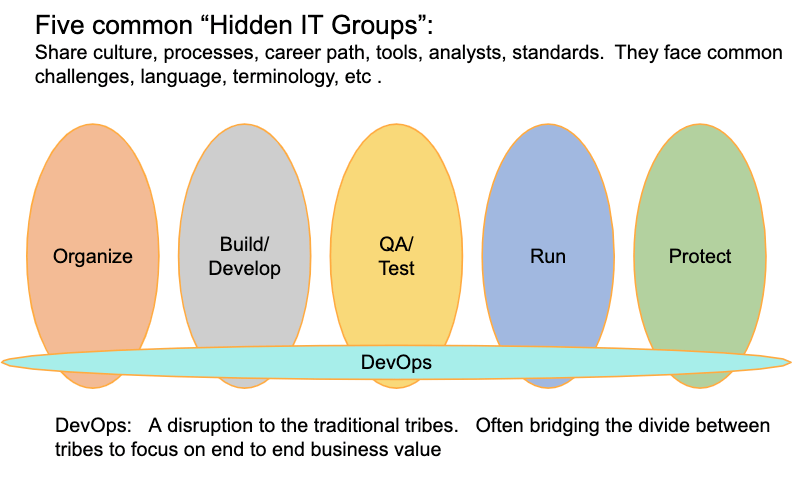 Five common “Hidden IT Groups”:
Share culture, processes, career path, tools, analysts, standards.  They face common
challenges, language, terminology, etc .
Organize
Build/
Develop
QA/
Test
Run
Protect
DevOps
DevOps:   A disruption to the traditional tribes.   Often bridging the divide between
tribes to focus on end to end business value